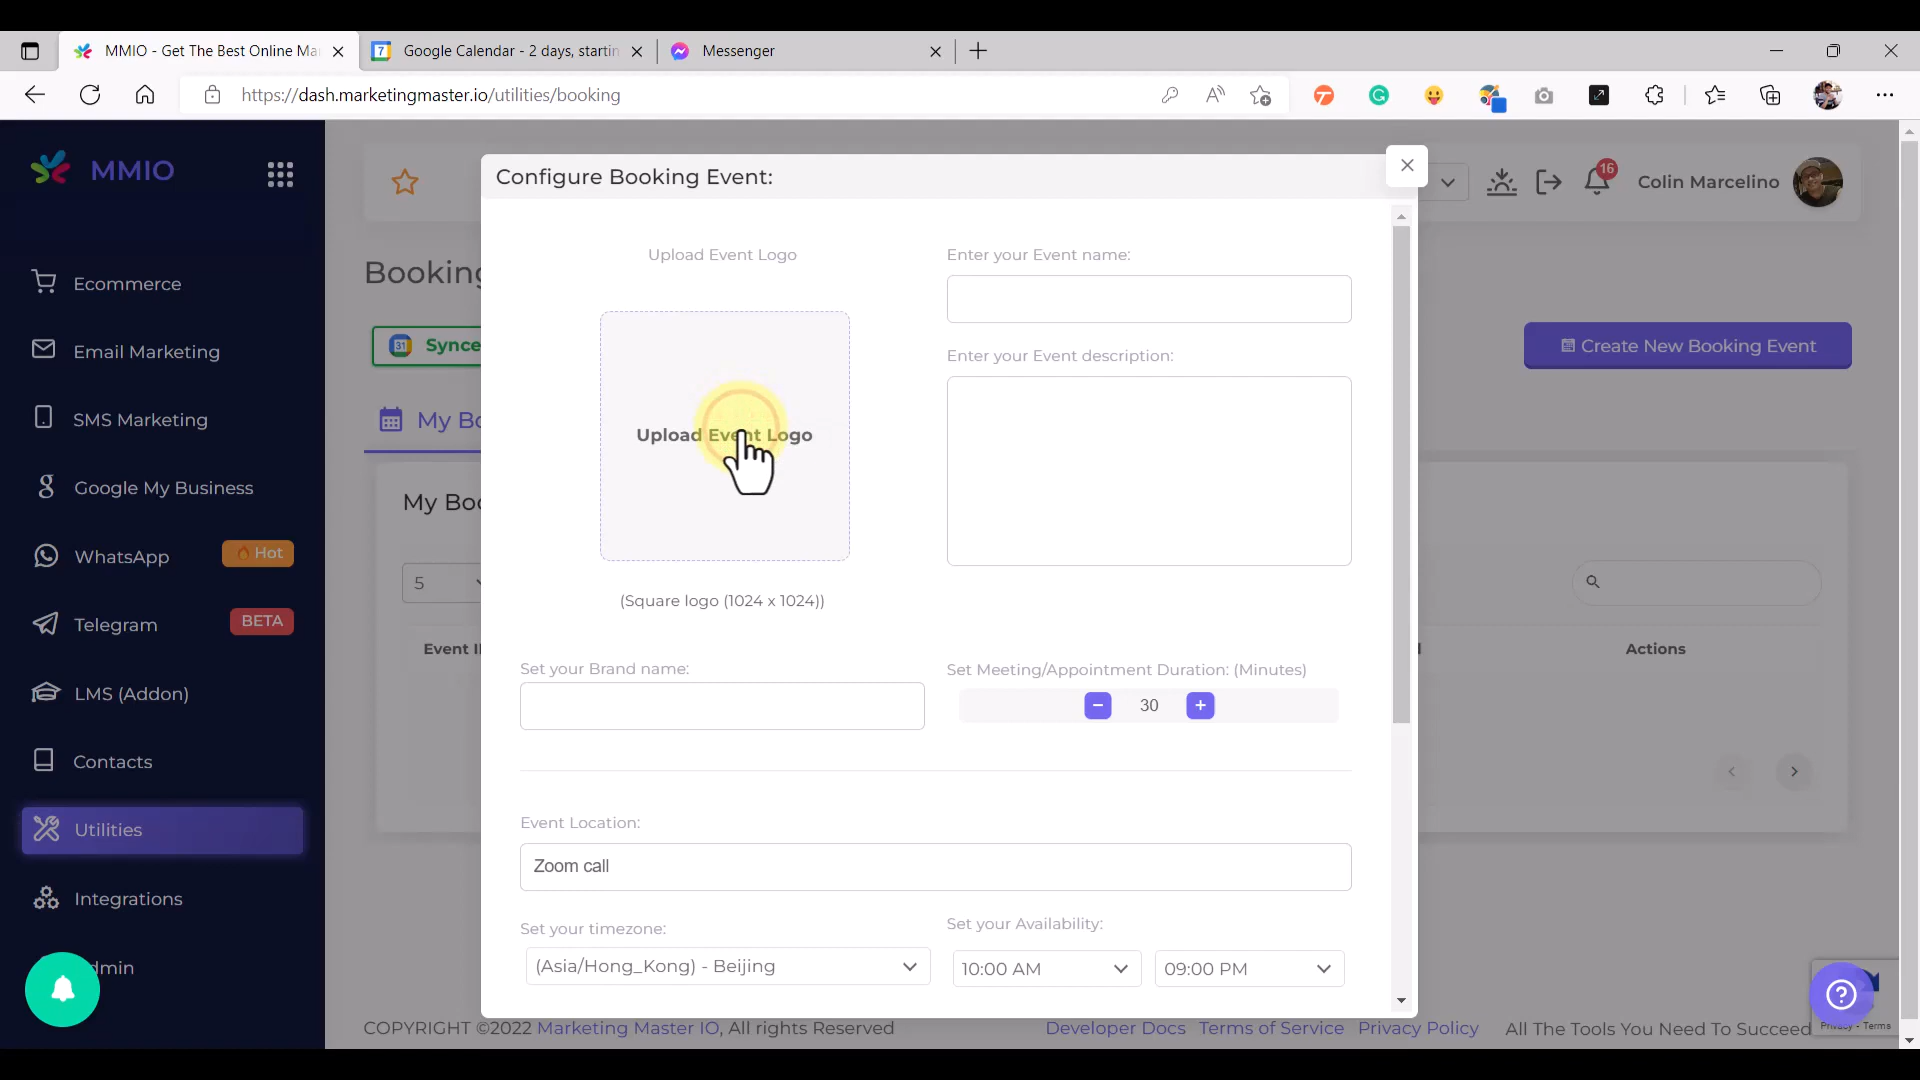 MMIO - Get The Best Online Ma
Google Calendar - 2 days, startin
Messenger
https://dash.marketingmaster.io/utilities/booking
MMIO
Ecommerce
Email Marketing
SMS Marketing
Google My Business
WhatsApp
Hot
Telegram
BETA
LMS (Addon)
Contacts
Utilities
Integrations
dmin
16
Colin Marcelino
Booking
31
Synce
Create New Booking Event
My Bo
My Boo
5
Event I
Actions
Configure Booking Event:
Upload Event Logo
Upload Event Logo
(Square logo (1024 x 1024))
Enter your Event name:
Enter your Event description:
Set your Brand name:
Set Meeting/Appointment Duration: (Minutes)
30
Event Location:
Zoom call
Set your timezone:
(Asia/Hong_Kong) - Beijing
Set your Availability:
10:00 AM
09:00 PM
COPYRIGHT ©2022 Marketing Master IO, All rights Reserved
Developer Docs Terms of Service Privacy Policy All The Tools You Need To Succeed
Privacy - Terms